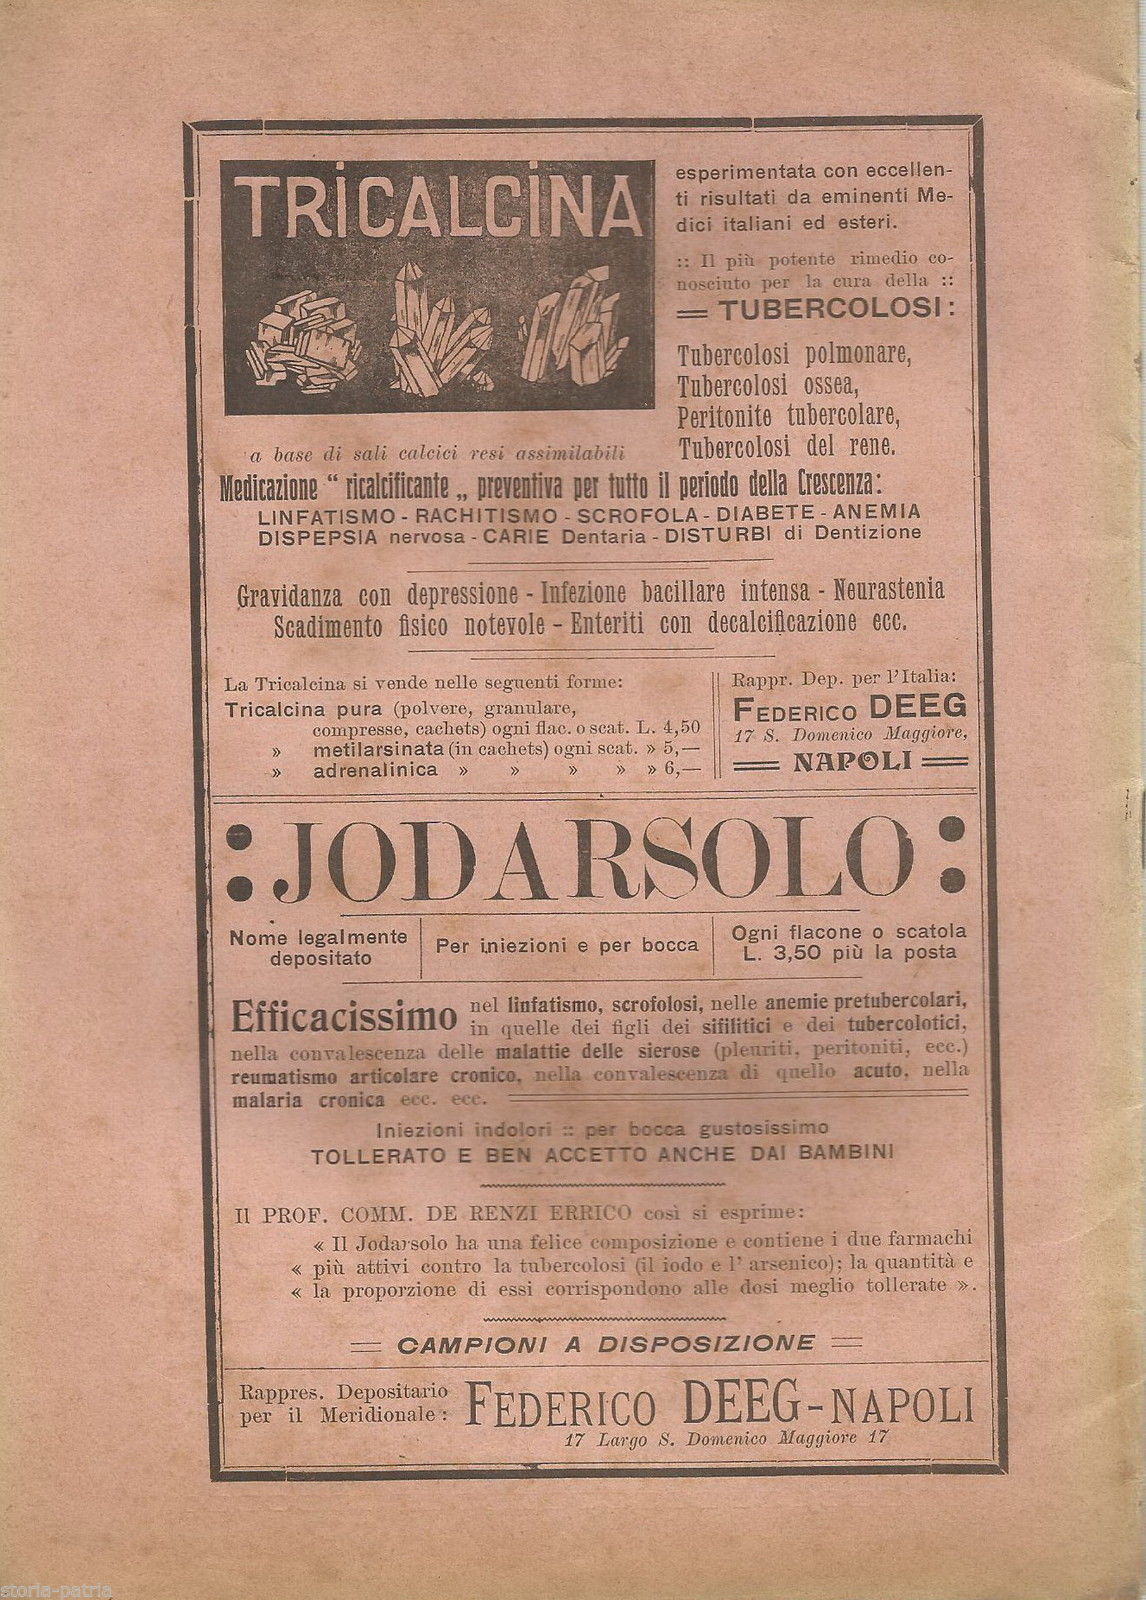 TRICALCINA
esperimentata con eccellen-
ti risultati da eminenti Me-
dici italiani ed esteri.
:: Il più potente rimedio co-
nosciuto per la cura della ::
TUBERCOLOSI:
Tubercolosi polmonare,
Tubercolosi ossea,
Peritonite tubercolare,
Tubercolosi del rene.
a base di sali calcici resi assimilabili
Medicazione “ ricalcificante „ preventiva per tutto il periodo della Crescenza:
LINFATISMO - RACHITISMO - SCROFOLA - DIABETE - ANEMIA
DISPEPSIA nervosa - CARIE Dentaria - DISTURBI di Dentizione
Gravidanza con depressione - Infezione bacillare intensa - Neurastenia
Scadimento fisico notevole - Enteriti con decalcificazione ecc.
La Tricalcina si vende nelle seguenti forme:
Tricalcina pura (polvere, granulare,
compresse, cachets) ogni flac. o scat. L. 4,50
» metilarsinata (in cachets) ogni scat. » 5,—
» adrenalinica » » » » » 6,—
Rappr. Dep. per l'Italia:
FEDERICO DEEG
17 S. Domenico Maggiore,
NAPOLI
: JODARSOLO :
Nome legalmente
depositato
Per iniezioni e per bocca
Ogni flacone o scatola
L. 3,50 più la posta
Efficacissimo nel linfatismo, scrofolosi, nelle anemie pretubercolari,
in quelle dei figli dei sifilitici e dei tubercolotici,
nella convalescenza delle malattie delle sierose (pleuriti, peritoniti, ecc.)
reumatismo articolare cronico, nella convalescenza di quello acuto, nella
malaria cronica ecc. ecc.
Iniezioni indolori :: per bocca gustosissimo
TOLLERATO E BEN ACCETTO ANCHE DAI BAMBINI
Il PROF. COMM. DE RENZI ERRICO così si esprime:
« Il Jodarsolo ha una felice composizione e contiene i due farmachi
« più attivi contro la tubercolosi (il iodo e l' arsenico); la quantità e
« la proporzione di essi corrispondono alle dosi meglio tollerate ».
CAMPIONI A DISPOSIZIONE
Rappres. Depositario
per il Meridionale:
FEDERICO DEEG - NAPOLI
17 Largo S. Domenico Maggiore 17
storia-patria